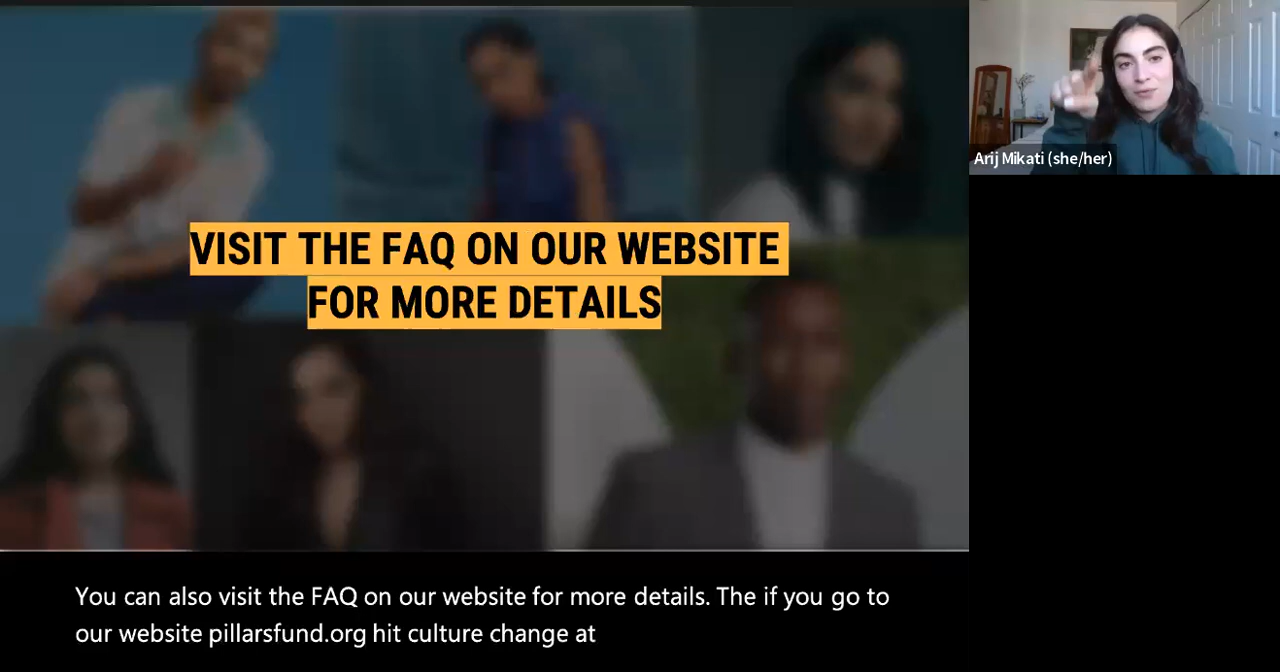 VISIT THE FAQ ON OUR WEBSITE
FOR MORE DETAILS
Arij Mikati (she/her)
You can also visit the FAQ on our website for more details. The if you go to
our website pillarsfund.org hit culture change at